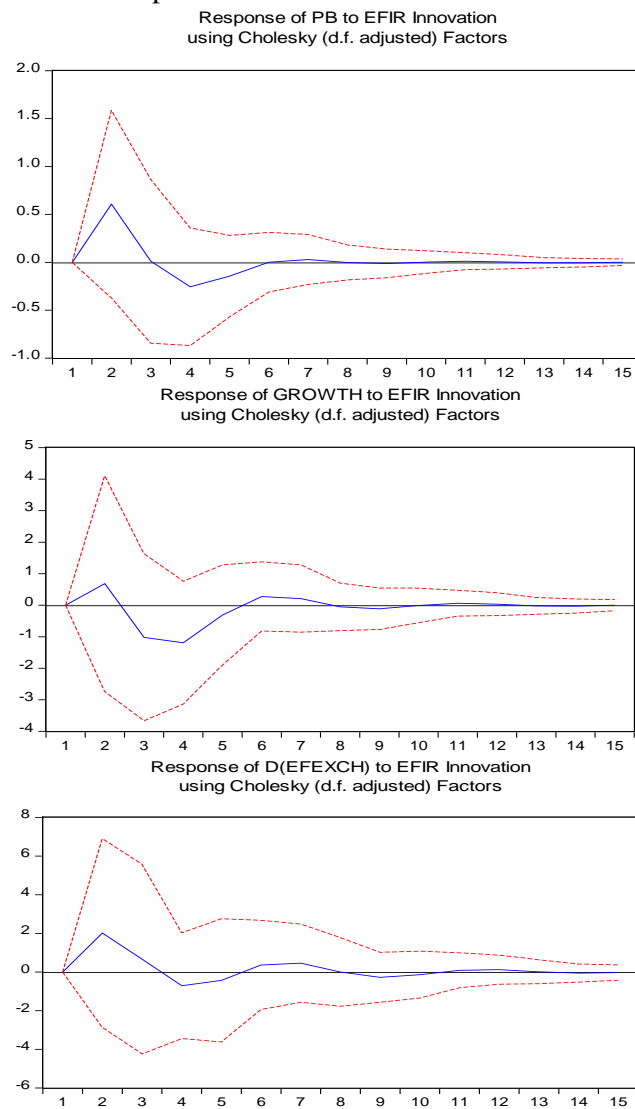 Response of PB to EFIR Innovation
using Cholesky (d.f. adjusted) Factors
2.0
1.5
1.0
0.5
0.0
-0.5
-1.0
1 2 3 4 5 6 7 8 9 10 11 12 13 14 15
Response of GROWTH to EFIR Innovation
using Cholesky (d.f. adjusted) Factors
5
4
3
2
1
0
-1
-2
-3
-4
1 2 3 4 5 6 7 8 9 10 11 12 13 14 15
Response of D(EFEXCH) to EFIR Innovation
using Cholesky (d.f. adjusted) Factors
8
6
4
2
0
-2
-4
-6
1 2 3 4 5 6 7 8 9 10 11 12 13 14 15